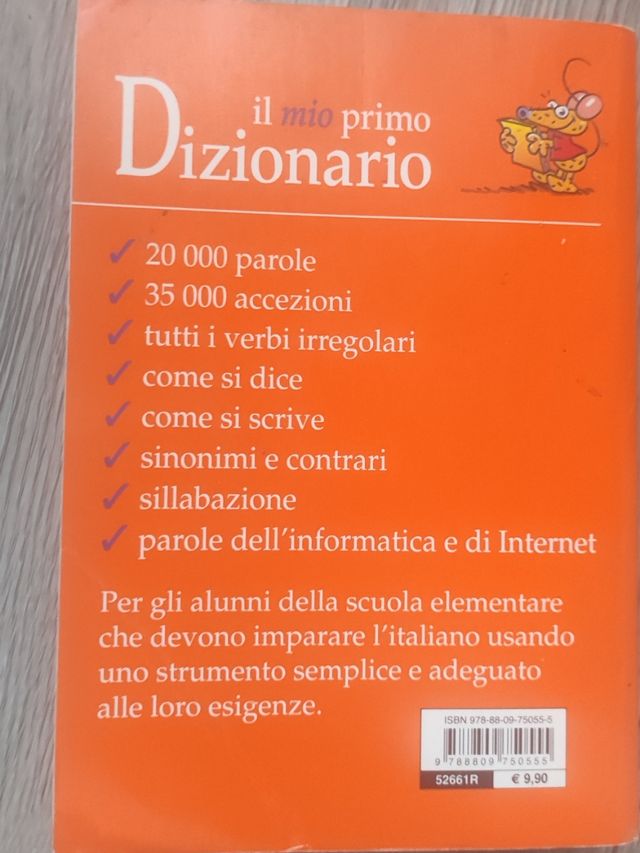 il mio primo
Dizionario
✓ 20 000 parole
✓ 35 000 accezioni
✓ tutti i verbi irregolari
✓ come si dice
✓ come si scrive
✓ sinonimi e contrari
✓ sillabazione
✓ parole dell'informatica e di Internet
Per gli alunni della scuola elementare
che devono imparare l'italiano usando
uno strumento semplice e adeguato
alle loro esigenze.
ISBN 978-88-09-75055-5
9 788809 750555
52661R € 9,90